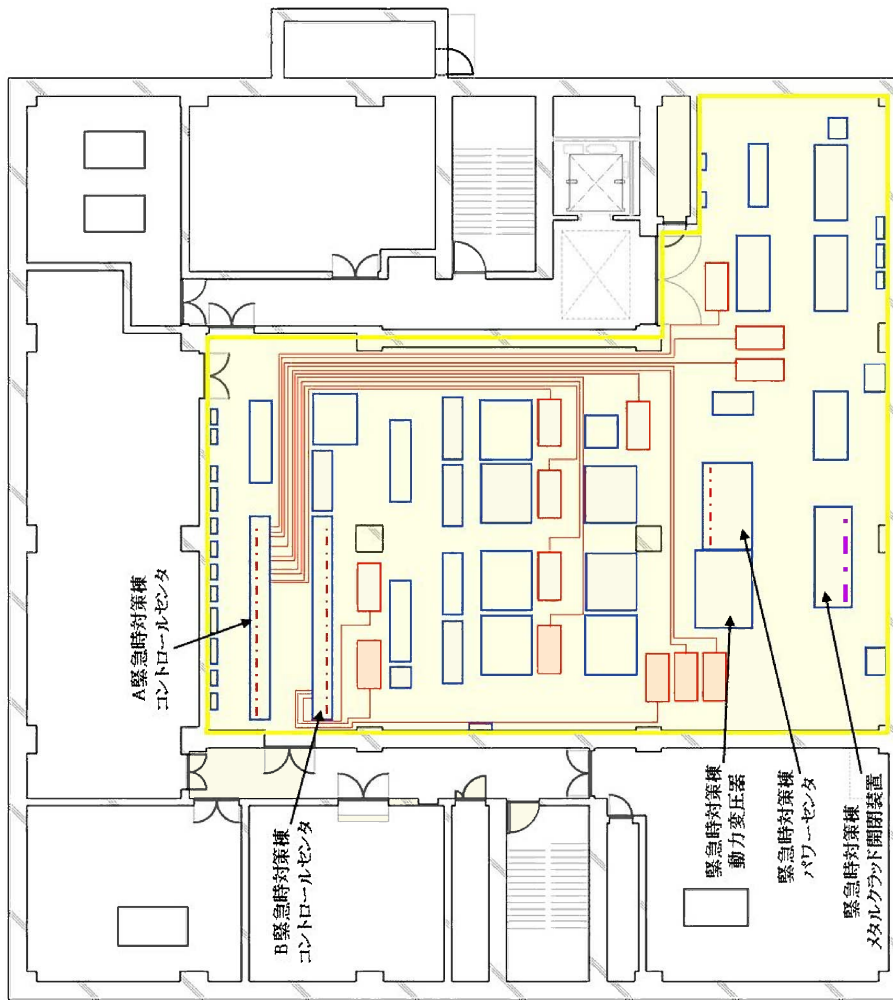 A緊急時対策棟
コントロールセンタ
B緊急時対策棟
コントロールセンタ
緊急時対策棟
動力変圧器
緊急時対策棟
パワーセンタ
緊急時対策棟
メタルクラッド開閉装置